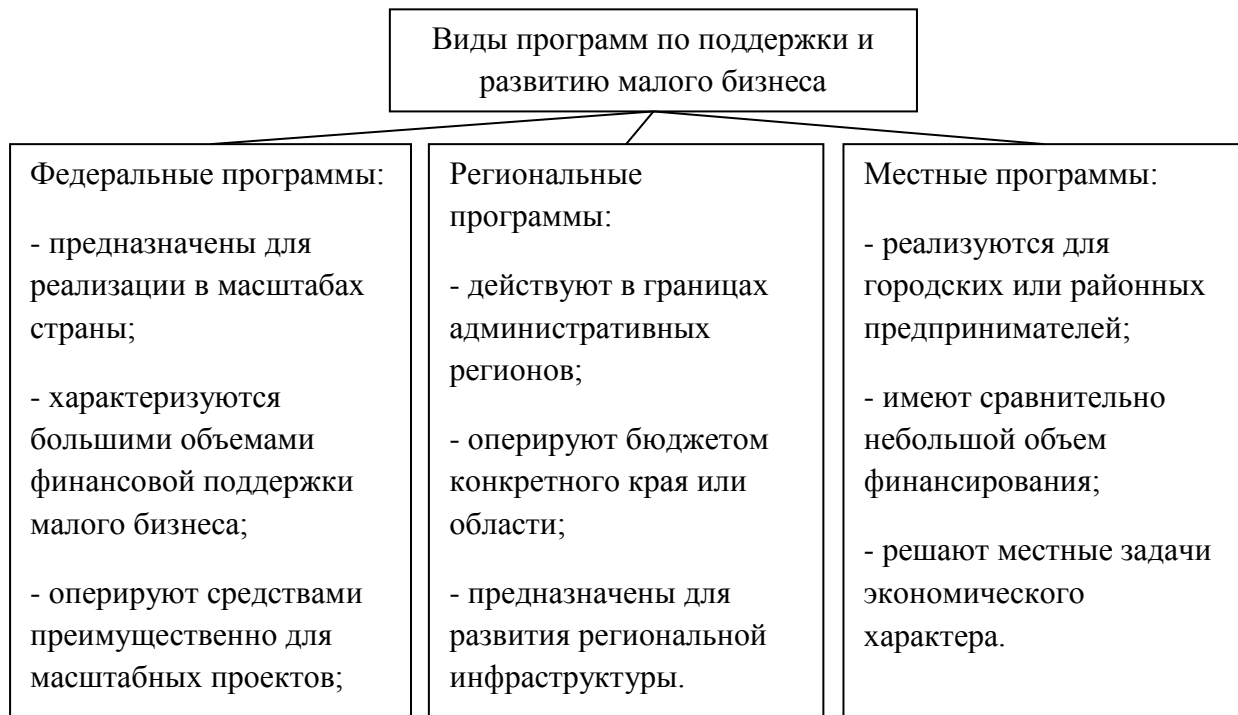 Виды программ по поддержки и
развитию малого бизнеса
Федеральные программы:
- предназначены для
реализации в масштабах
страны;
- характеризуются
большими объемами
финансовой поддержки
малого бизнеса;
- оперируют средствами
преимущественно для
масштабных проектов;
Региональные
программы:
- действуют в границах
административных
регионов;
- оперируют бюджетом
конкретного края или
области;
- предназначены для
развития региональной
инфраструктуры.
Местные программы:
- реализуются для
городских или районных
предпринимателей;
- имеют сравнительно
небольшой объем
финансирования;
- решают местные задачи
экономического
характера.